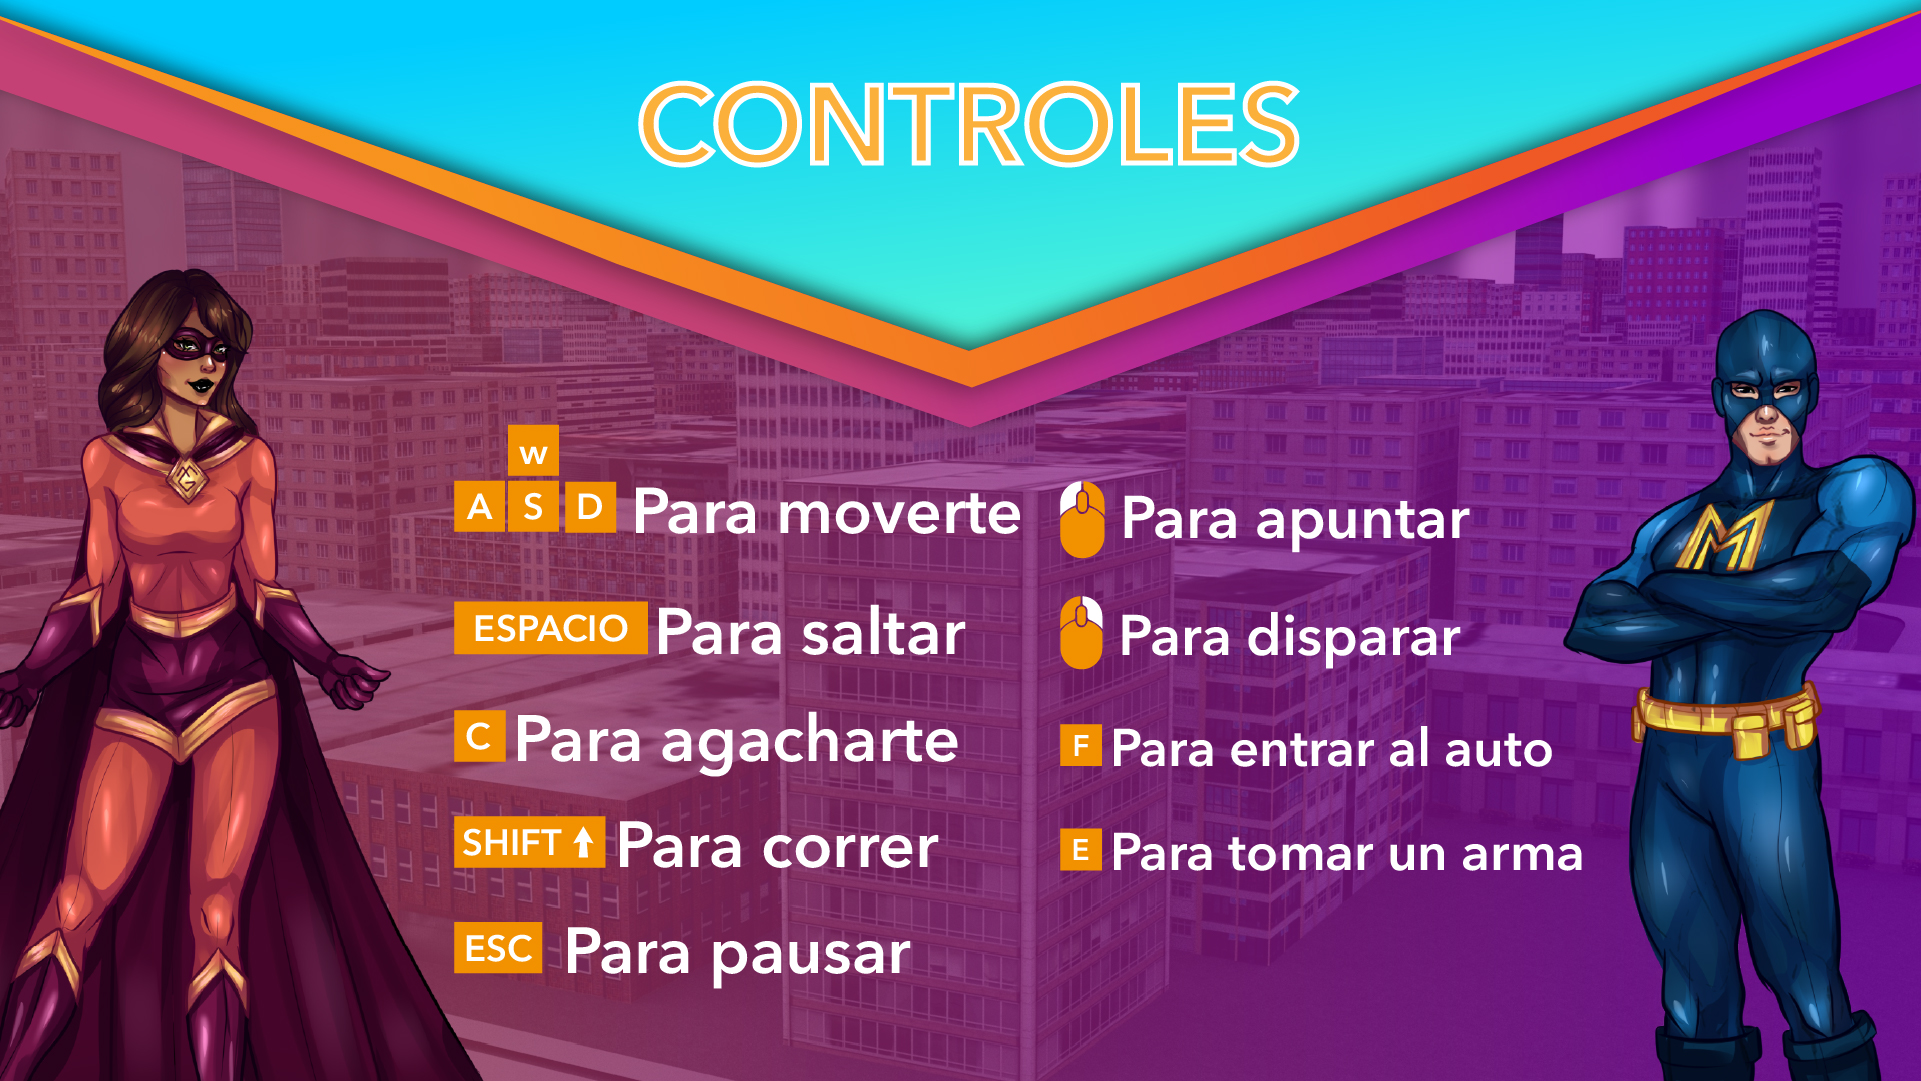 CONTROLES
w
A S D Para moverte
ESPACIO Para saltar
C Para agacharte
SHIFT Para correr
ESC Para pausar
Para apuntar
Para disparar
F Para entrar al auto
E Para tomar un arma
G
M